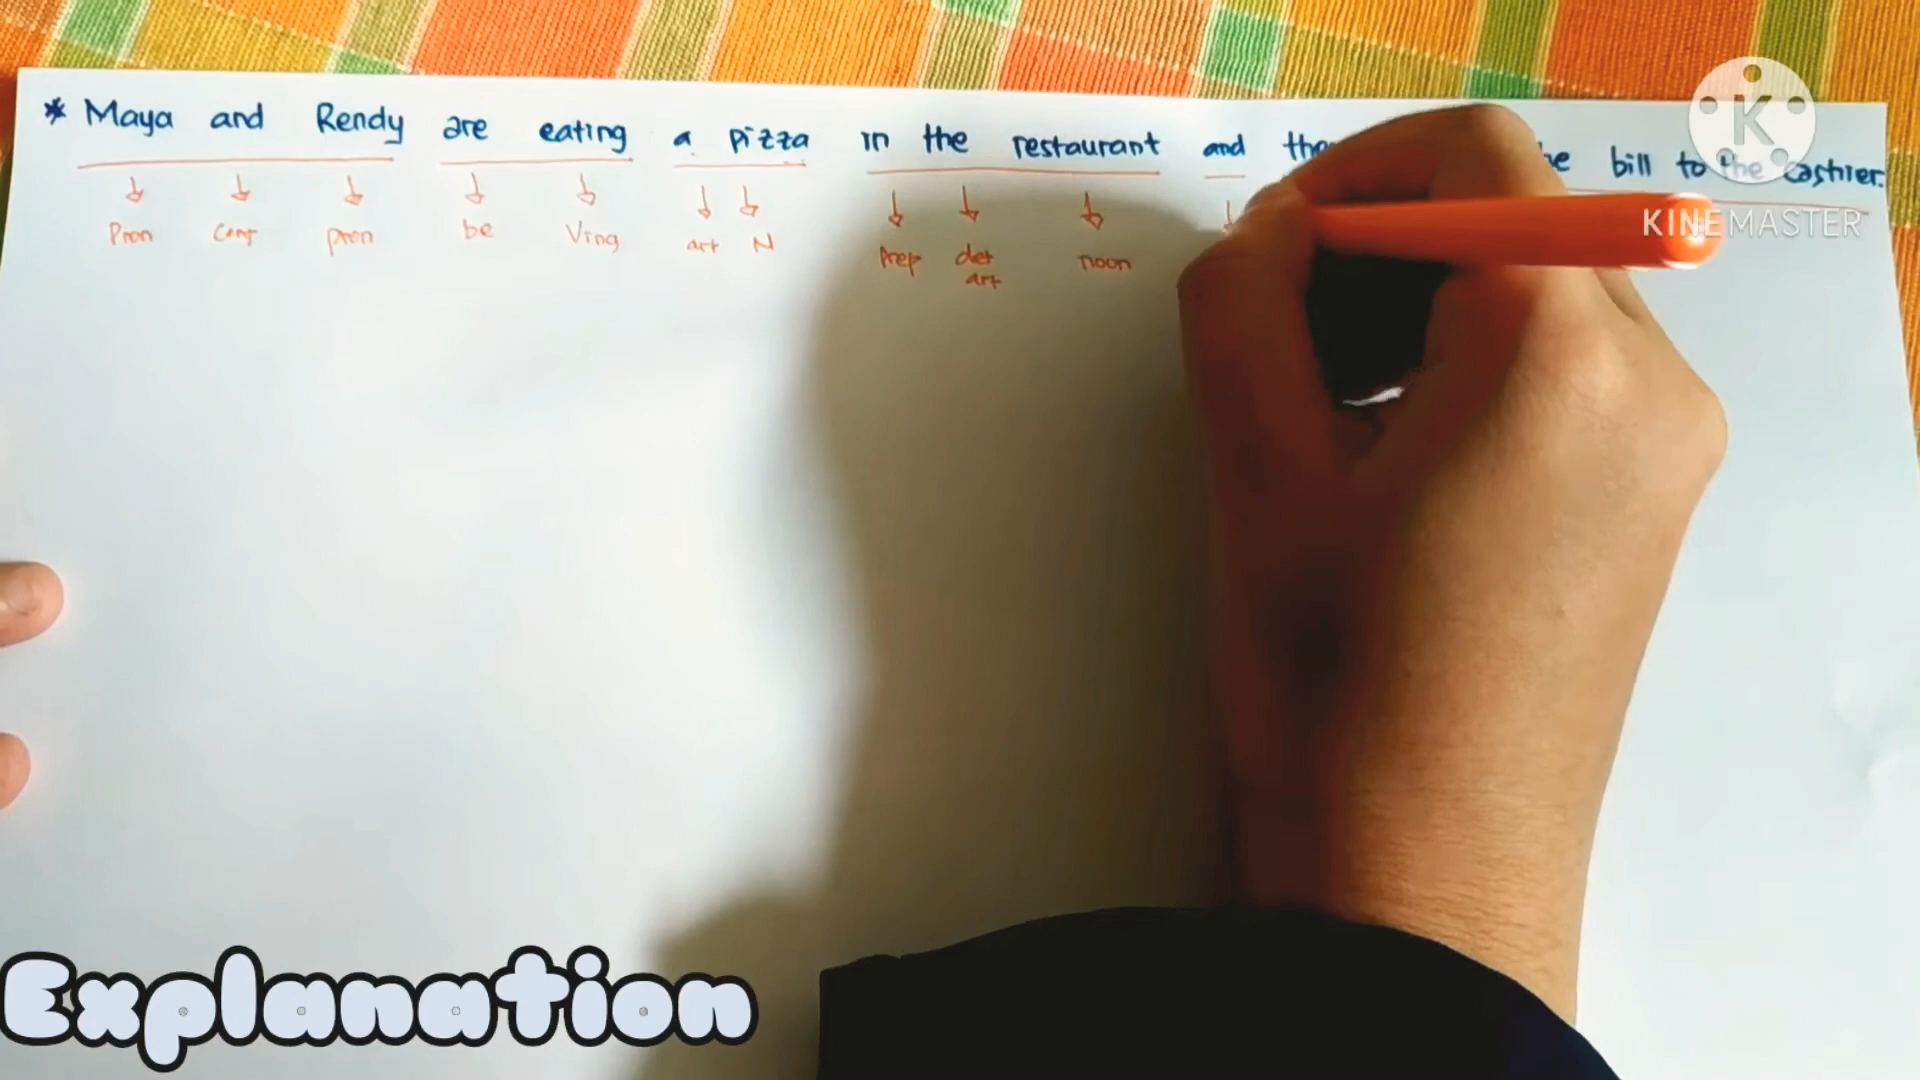 * Maya and Rendy are eating a pizza in the restaurant and the bill to the cashier.
Pron Conj pron be Ving art N Prep det noon
art
K
KINEMASTER
Explanation